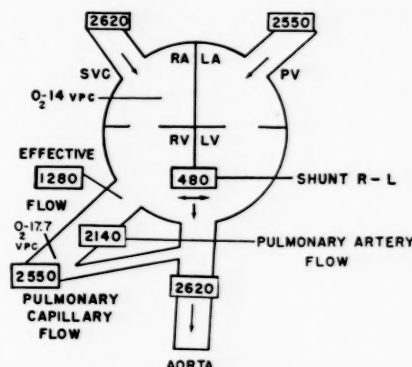 2620
2550
RA LA
SVC
PV
O2-14 VPC
RV LV
EFFECTIVE
1280
480
SHUNT R-L
FLOW
O2-17.7
VPC
2140
PULMONARY ARTERY
FLOW
2550
2620
PULMONARY
CAPILLARY
FLOW
AORTA